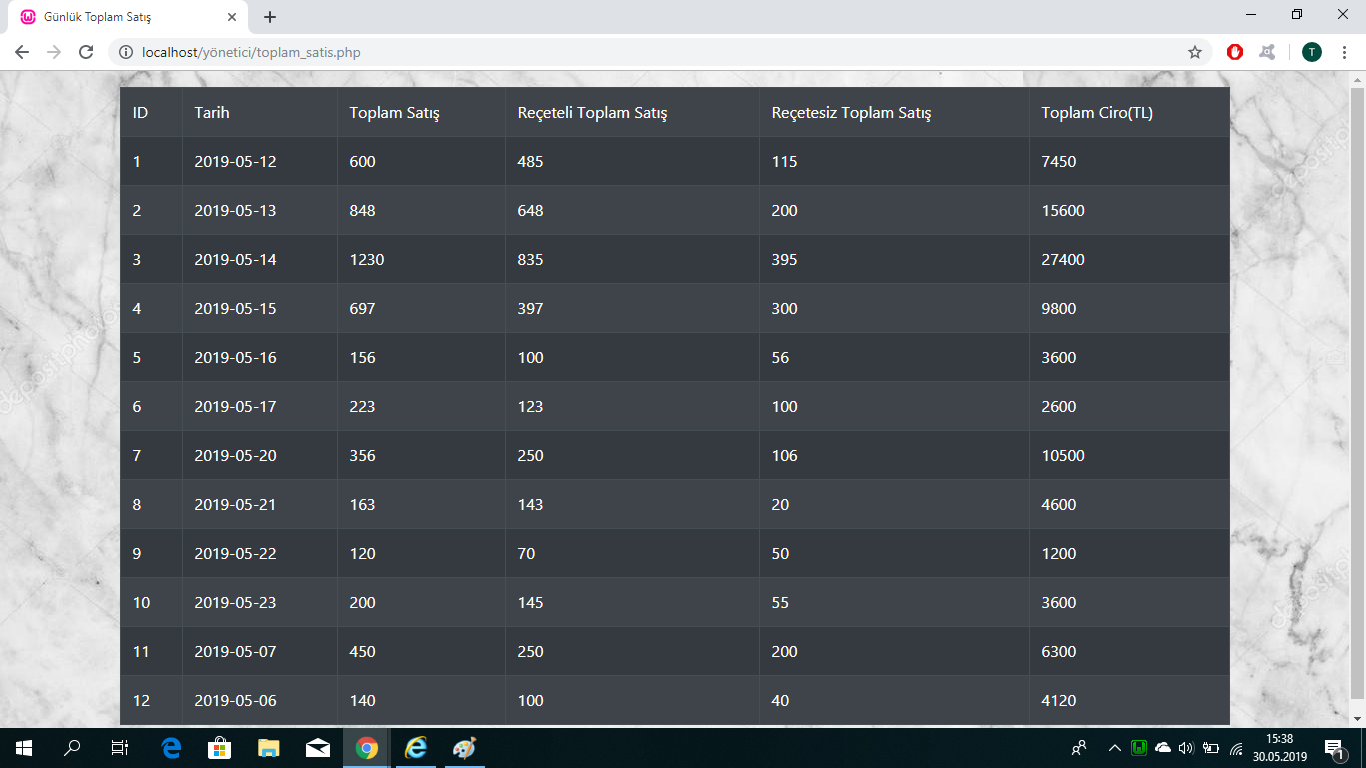 Günlük Toplam Satış
localhost/yönetici/toplam_satis.php
T
ID Tarih Toplam Satış Reçeteli Toplam Satış Reçetesiz Toplam Satış Toplam Ciro(TL)
1 2019-05-12 600 485 115 7450
2 2019-05-13 848 648 200 15600
3 2019-05-14 1230 835 395 27400
4 2019-05-15 697 397 300 9800
5 2019-05-16 156 100 56 3600
6 2019-05-17 223 123 100 2600
7 2019-05-20 356 250 106 10500
8 2019-05-21 163 143 20 4600
9 2019-05-22 120 70 50 1200
10 2019-05-23 200 145 55 3600
11 2019-05-07 450 250 200 6300
12 2019-05-06 140 100 40 4120
15:38
30.05.2019
1